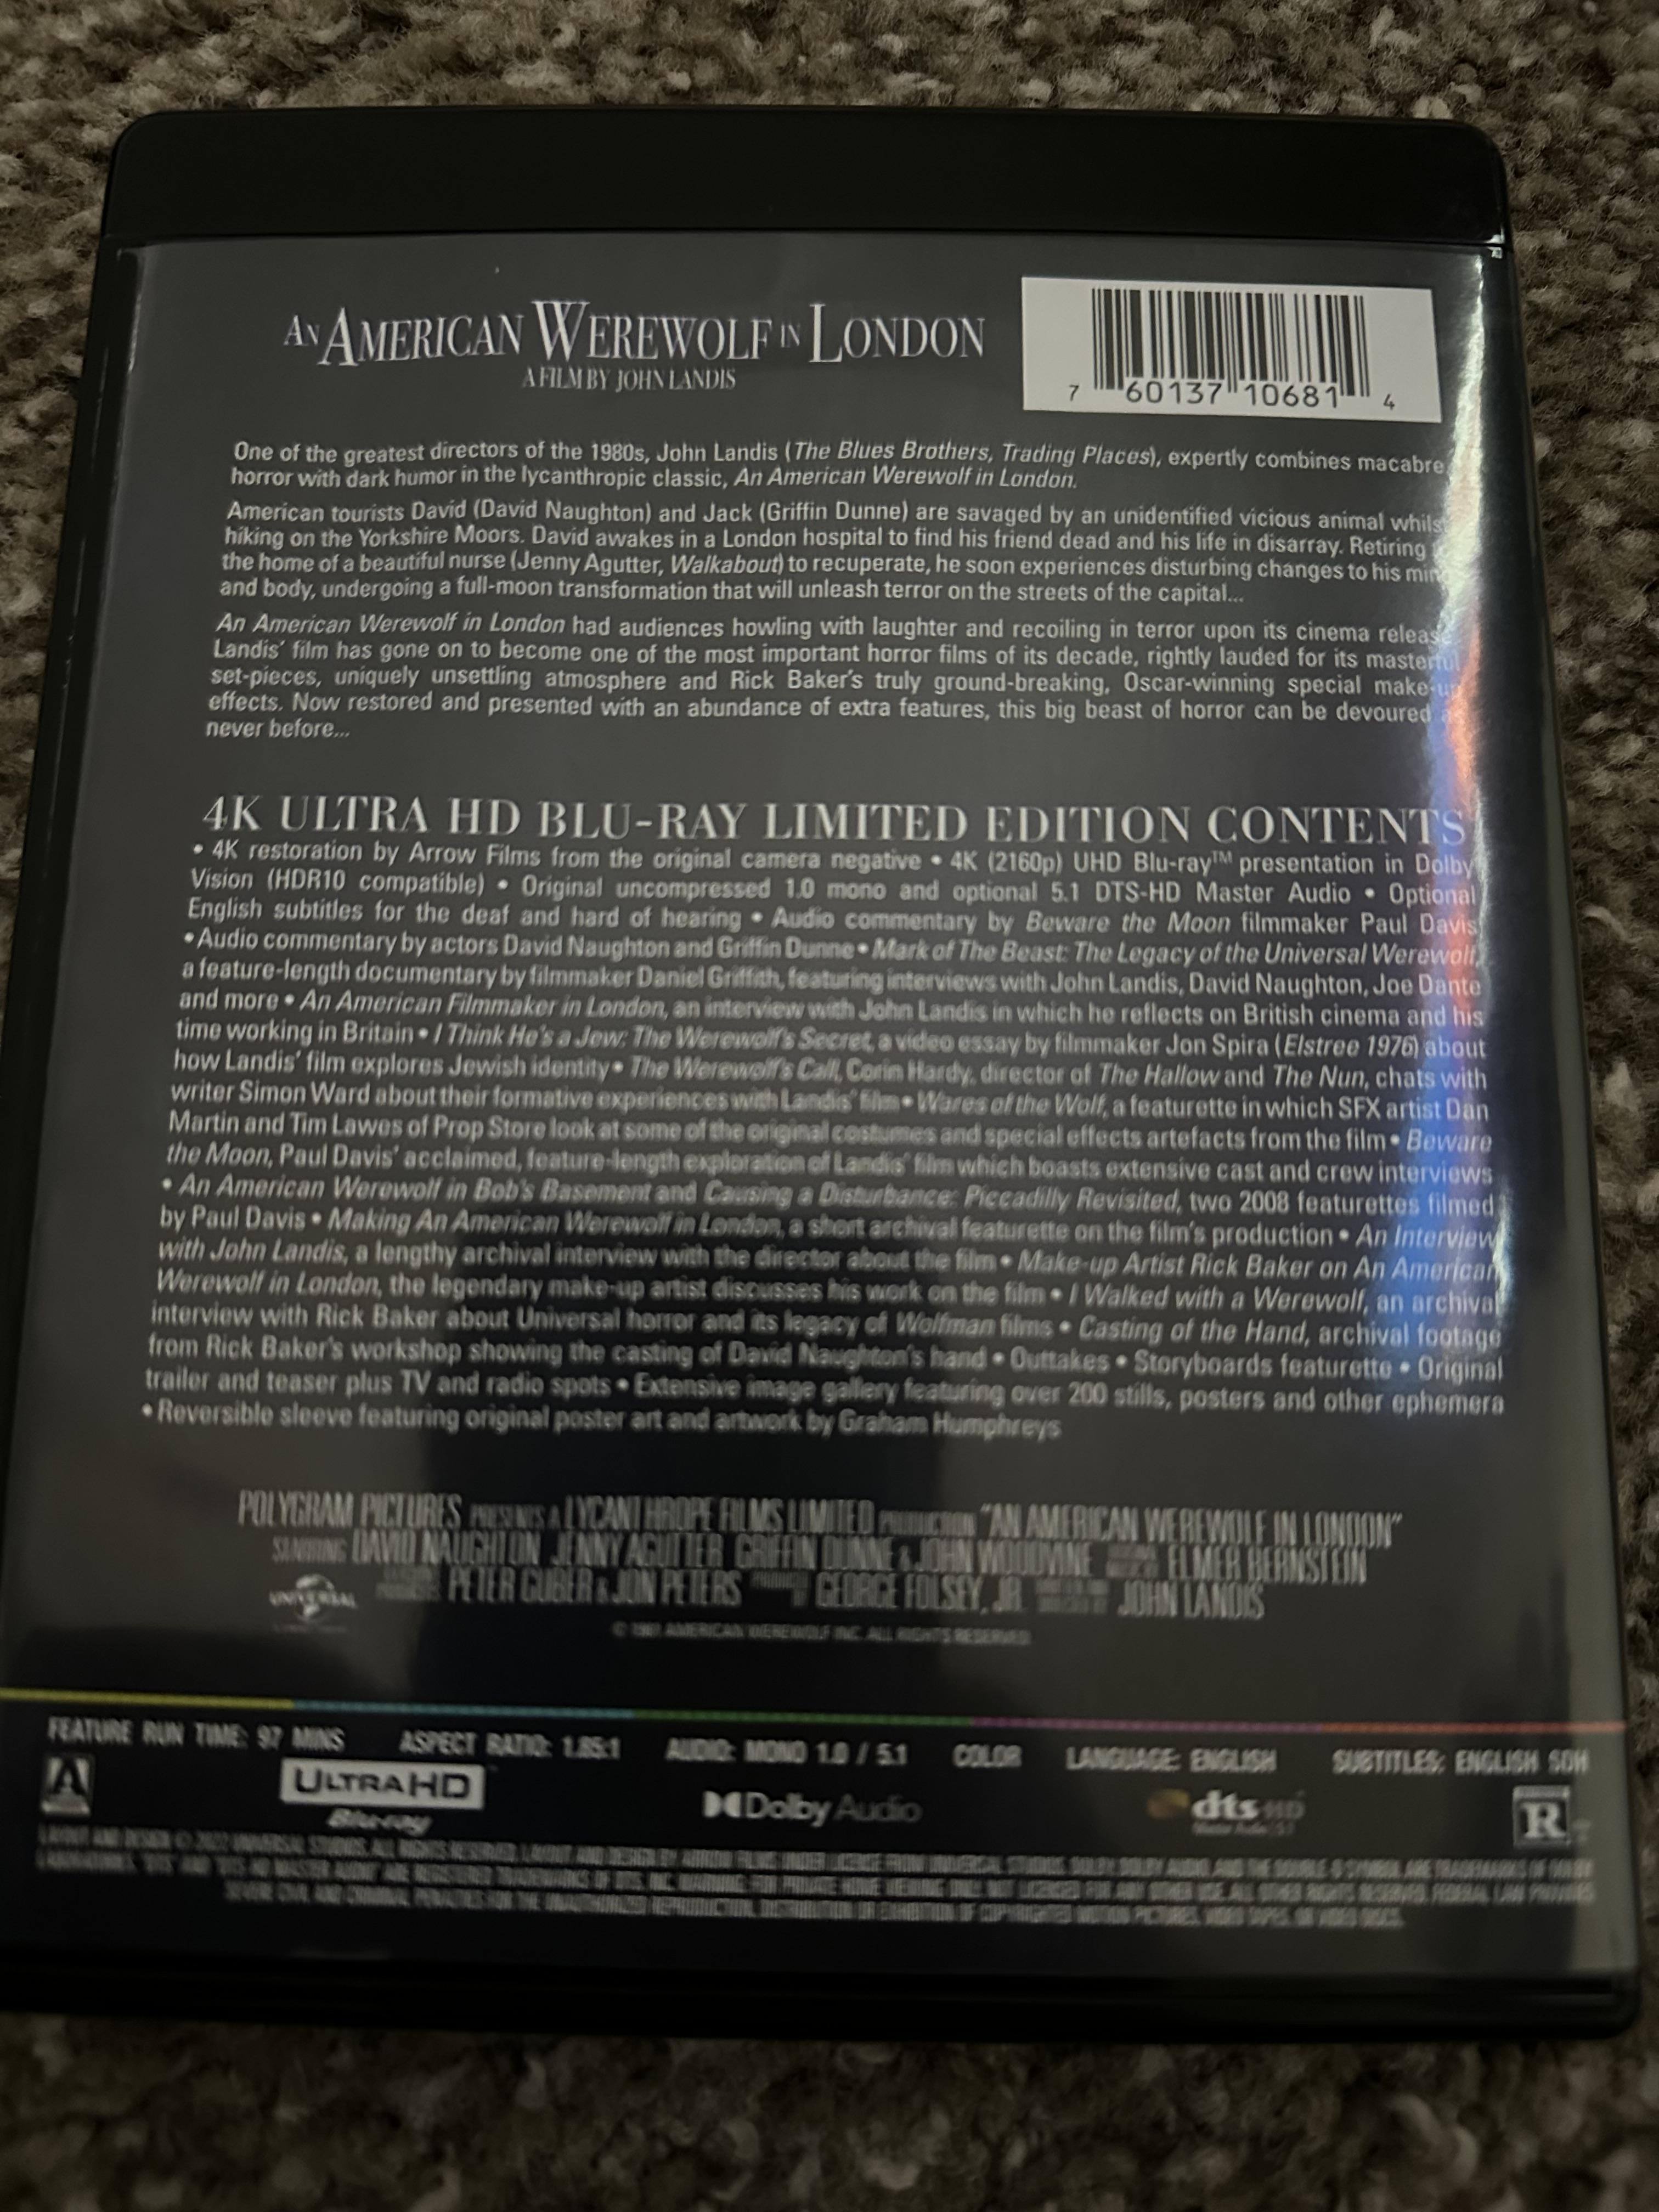 AN AMERICAN WEREWOLF IN LONDON
A FILM BY JOHN LANDIS
7 60137 10681 4
One of the greatest directors of the 1980s, John Landis (The Blues Brothers, Trading Places), expertly combines macabre
horror with dark humor in the lycanthropic classic, An American Werewolf in London.
American tourists David (David Naughton) and Jack (Griffin Dunne) are savaged by an unidentified vicious animal whils
hiking on the Yorkshire Moors. David awakes in a London hospital to find his friend dead and his life in disarray. Retiring
the home of a beautiful nurse (Jenny Agutter, Walkabout) to recuperate, he soon experiences disturbing changes to his min
and body, undergoing a full-moon transformation that will unleash terror on the streets of the capital...
An American Werewolf in London had audiences howling with laughter and recoiling in terror upon its cinema release
Landis' film has gone on to become one of the most important horror films of its decade, rightly lauded for its masterful
set-pieces, uniquely unsettling atmosphere and Rick Baker's truly ground-breaking, Oscar-winning special make-up
effects. Now restored and presented with an abundance of extra features, this big beast of horror can be devoured as
never before...
4K ULTRA HD BLU-RAY LIMITED EDITION CONTENTS
• 4K restoration by Arrow Films from the original camera negative • 4K (2160p) UHD Blu-ray™ presentation in Dolby
Vision (HDR10 compatible) • Original uncompressed 1.0 mono and optional 5.1 DTS-HD Master Audio • Optional
English subtitles for the deaf and hard of hearing • Audio commentary by Beware the Moon filmmaker Paul Davis
• Audio commentary by actors David Naughton and Griffin Dunne • Mark of The Beast: The Legacy of the Universal Werewolf,
a feature-length documentary by filmmaker Daniel Griffith, featuring interviews with John Landis, David Naughton, Joe Dante
and more • An American Filmmaker in London, an interview with John Landis in which he reflects on British cinema and his
time working in Britain • I Think He's a Jew: The Werewolf's Secret, a video essay by filmmaker Jon Spira (Elstree 1976) about
how Landis' film explores Jewish identity • The Werewolf's Call, Corin Hardy, director of The Hallow and The Nun, chats with
writer Simon Ward about their formative experiences with Landis' film • Wares of the Wolf, a featurette in which SFX artist Dan
Martin and Tim Lawes of Prop Store look at some of the original costumes and special effects artefacts from the film • Beware
the Moon, Paul Davis' acclaimed, feature-length exploration of Landis' film which boasts extensive cast and crew interviews
• An American Werewolf in Bob's Basement and Causing a Disturbance: Piccadilly Revisited, two 2008 featurettes filmed
by Paul Davis • Making An American Werewolf in London, a short archival featurette on the film's production • An Interview
with John Landis, a lengthy archival interview with the director about the film • Make-up Artist Rick Baker on An American
Werewolf in London, the legendary make-up artist discusses his work on the film • I Walked with a Werewolf, an archival
interview with Rick Baker about Universal horror and its legacy of Wolfman films • Casting of the Hand, archival footage
from Rick Baker's workshop showing the casting of David Naughton's hand • Outtakes • Storyboards featurette • Original
trailer and teaser plus TV and radio spots • Extensive image gallery featuring over 200 stills, posters and other ephemera
• Reversible sleeve featuring original poster art and artwork by Graham Humphreys
POLYGRAM PICTURES PRESENTS A LYCANTHROPE FILMS LIMITED PRODUCTION "AN AMERICAN WEREWOLF IN LONDON"
STARRING DAVID NAUGHTON JENNY AGUTTER GRIFFIN DUNNE & JOHN WOODVINE ELMER BERNSTEIN
UNIVERSAL PETER GUBER & JON PETERS GEORGE FOLSEY, JR. JOHN LANDIS
© 1981 AMERICAN WEREWOLF INC. ALL RIGHTS RESERVED.
FEATURE RUN TIME: 97 MINS ASPECT RATIO: 1.85:1 AUDIO: MONO 1.0 / 5.1 COLOR LANGUAGE: ENGLISH SUBTITLES: ENGLISH SDH
A ULTRA HD Blu-ray Dolby Audio dts-HD R
LAYOUT AND DESIGN © 2022 UNIVERSAL STUDIOS. ALL RIGHTS RESERVED.